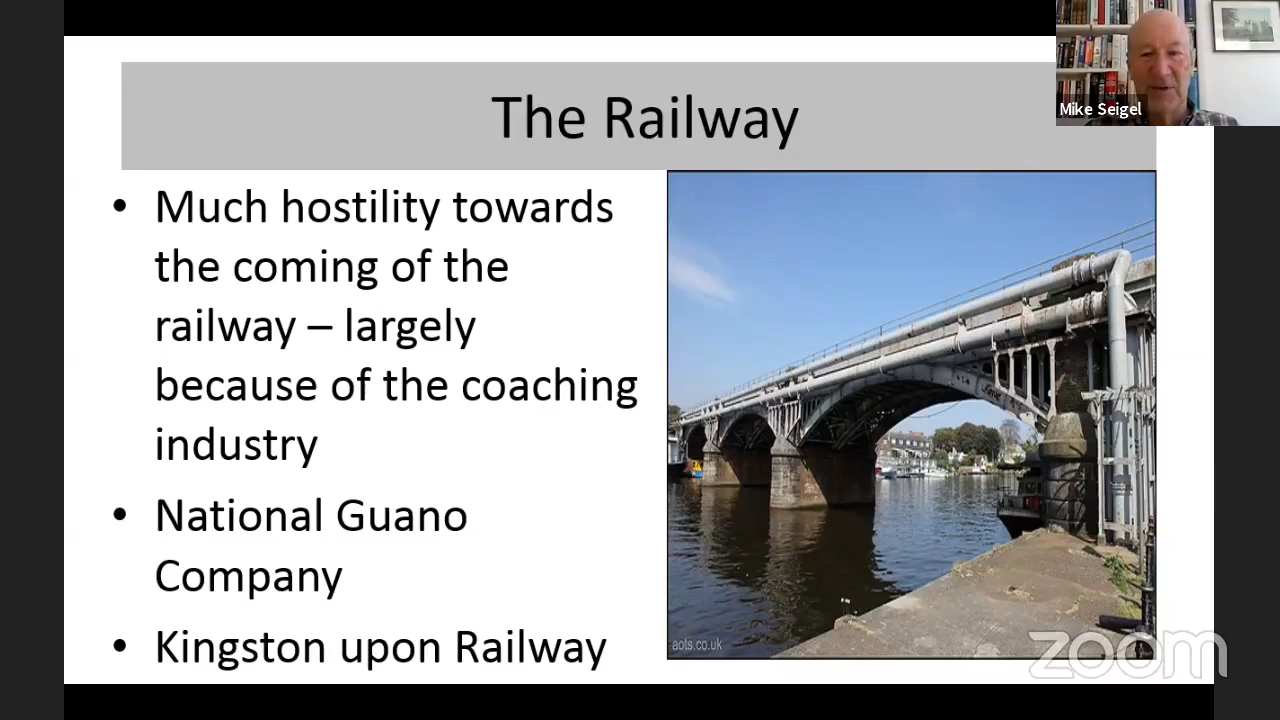 Mike Seigel
The Railway
• Much hostility towards
the coming of the
railway – largely
because of the coaching
industry
• National Guano
Company
• Kingston upon Railway
aots.co.uk
zoom